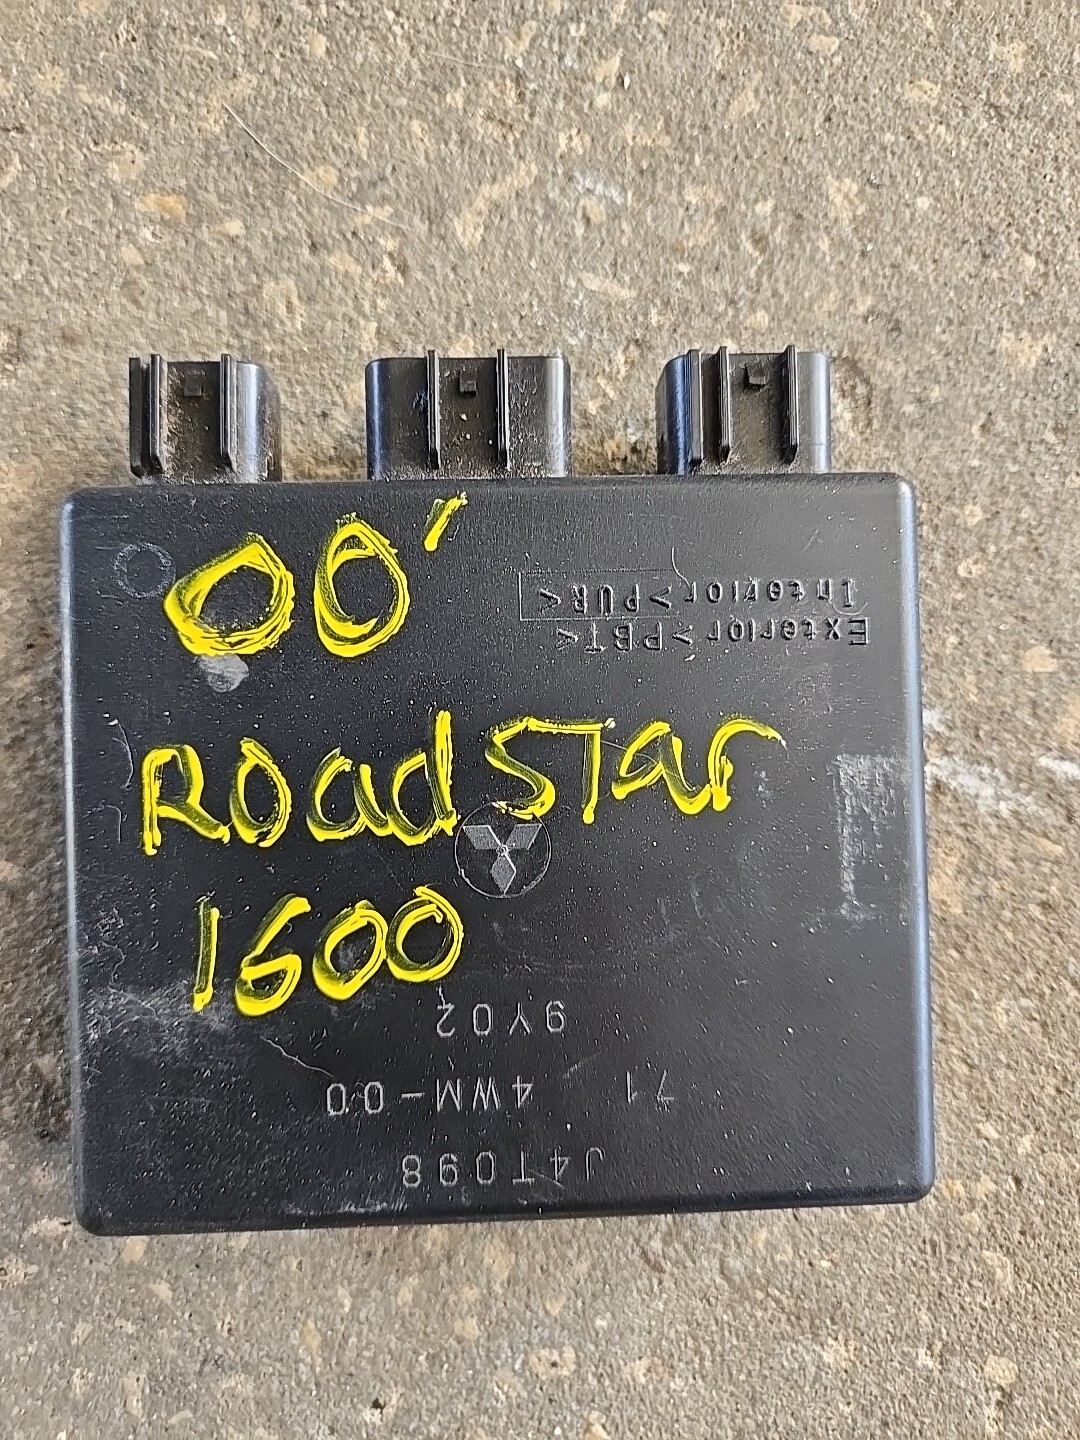 00'
Roadstar
1600
Interior>PUR<
Exterior>PBT<
J4T098
71 4WM-00
9Y02